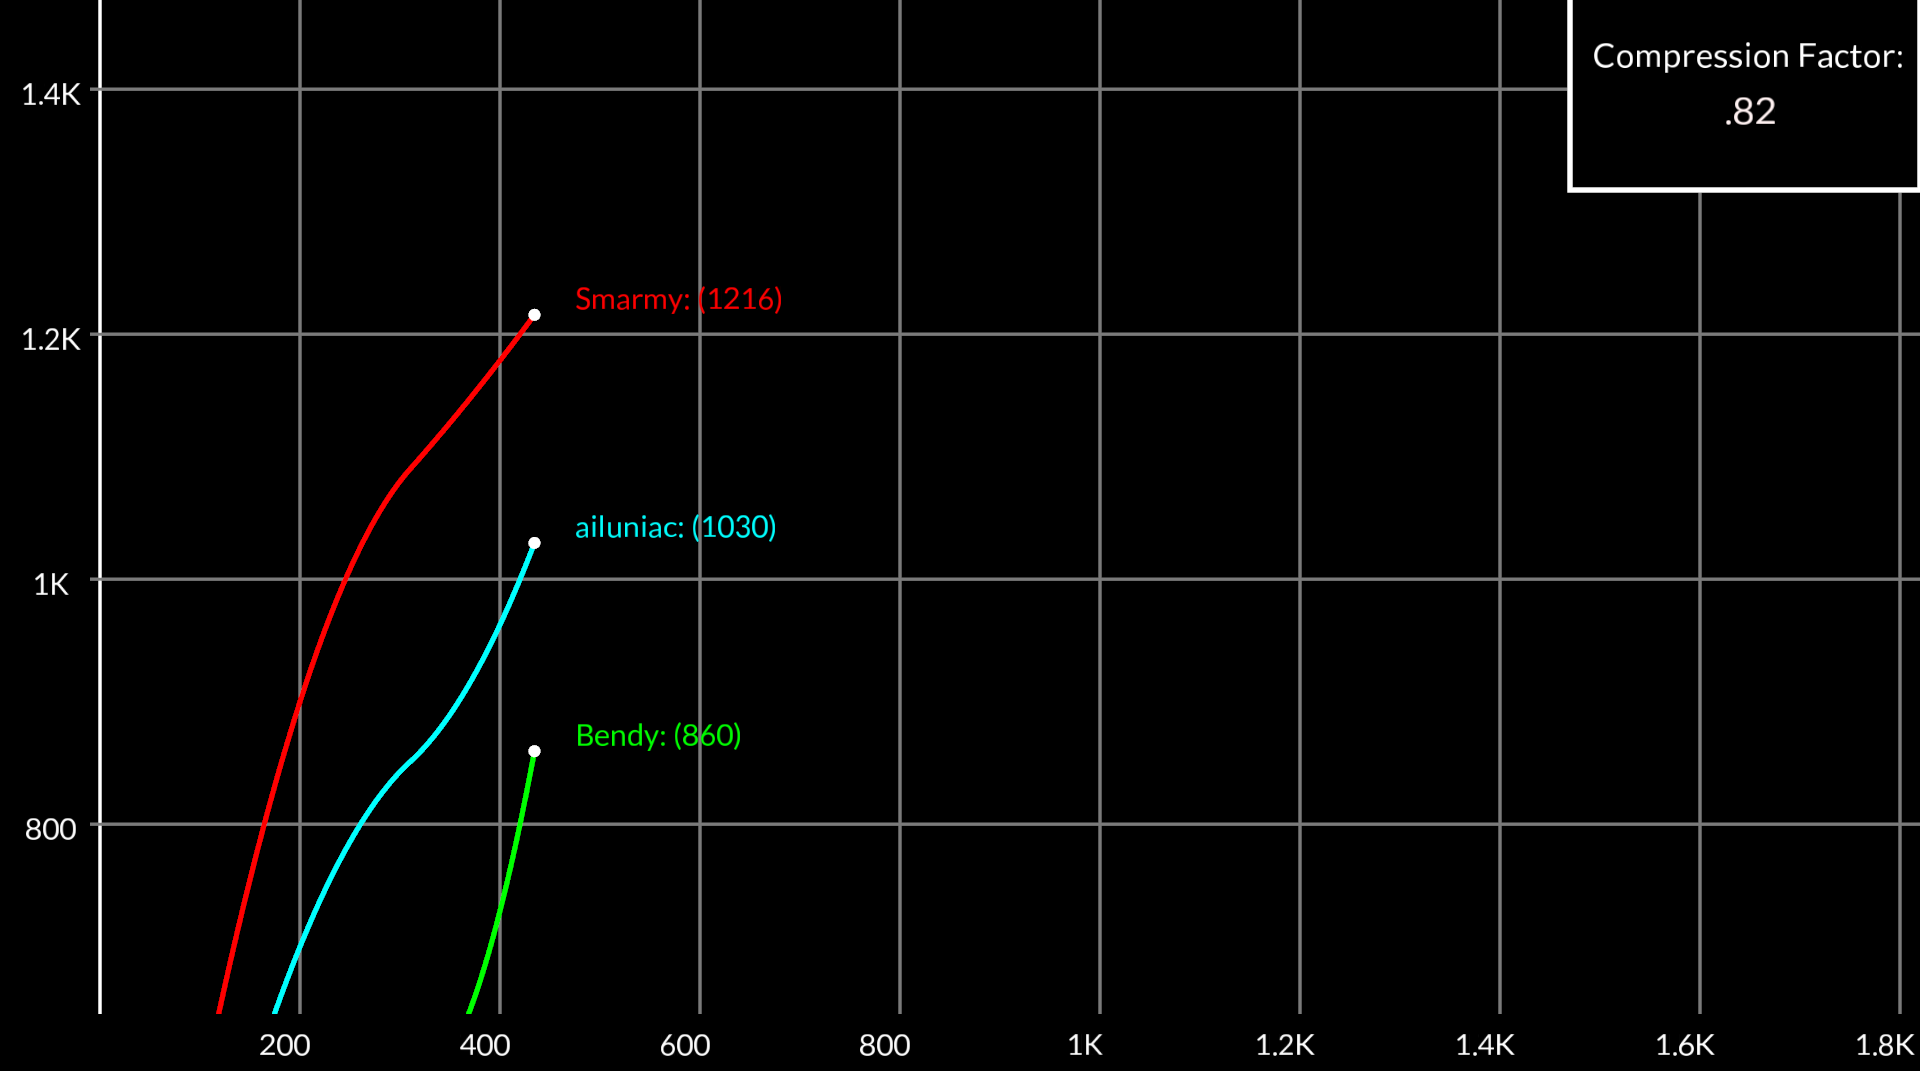 Compression Factor:
.82
1.4K
Smarmy: (1216)
1.2K
ailuniac: (1030)
1K
Bendy: (860)
800
200 400 600 800 1K 1.2K 1.4K 1.6K 1.8K